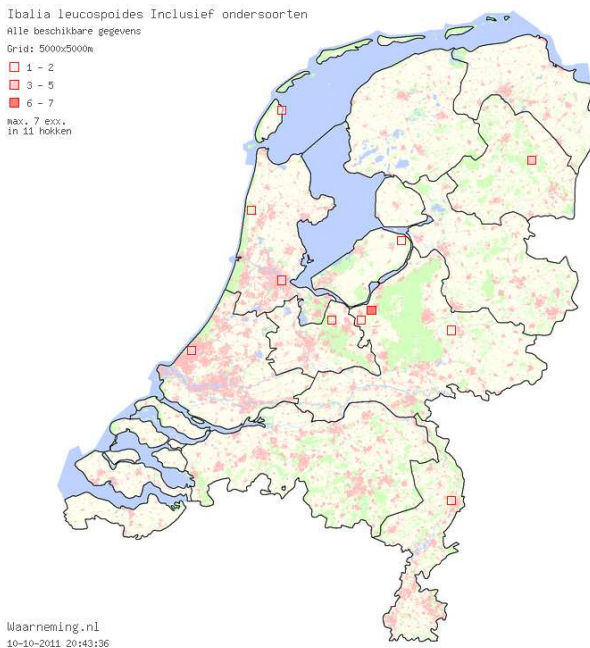 Ibalia leucospoides Inclusief ondersoorten
Alle beschikbare gegevens
Grid: 5000x5000m
1 - 2
3 - 5
6 - 7
max. 7 exx.
in 11 hokken
Waarneming.nl
10-10-2011 20:43:36